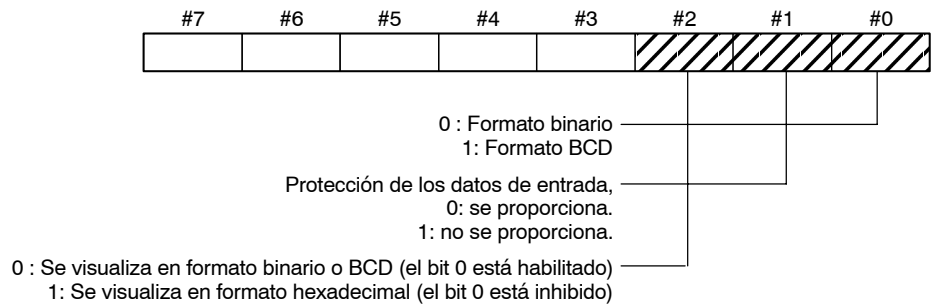 #7 #6 #5 #4 #3 #2 #1 #0
0 : Formato binario
1: Formato BCD
Protección de los datos de entrada,
0: se proporciona.
1: no se proporciona.
0 : Se visualiza en formato binario o BCD (el bit 0 está habilitado)
1: Se visualiza en formato hexadecimal (el bit 0 está inhibido)